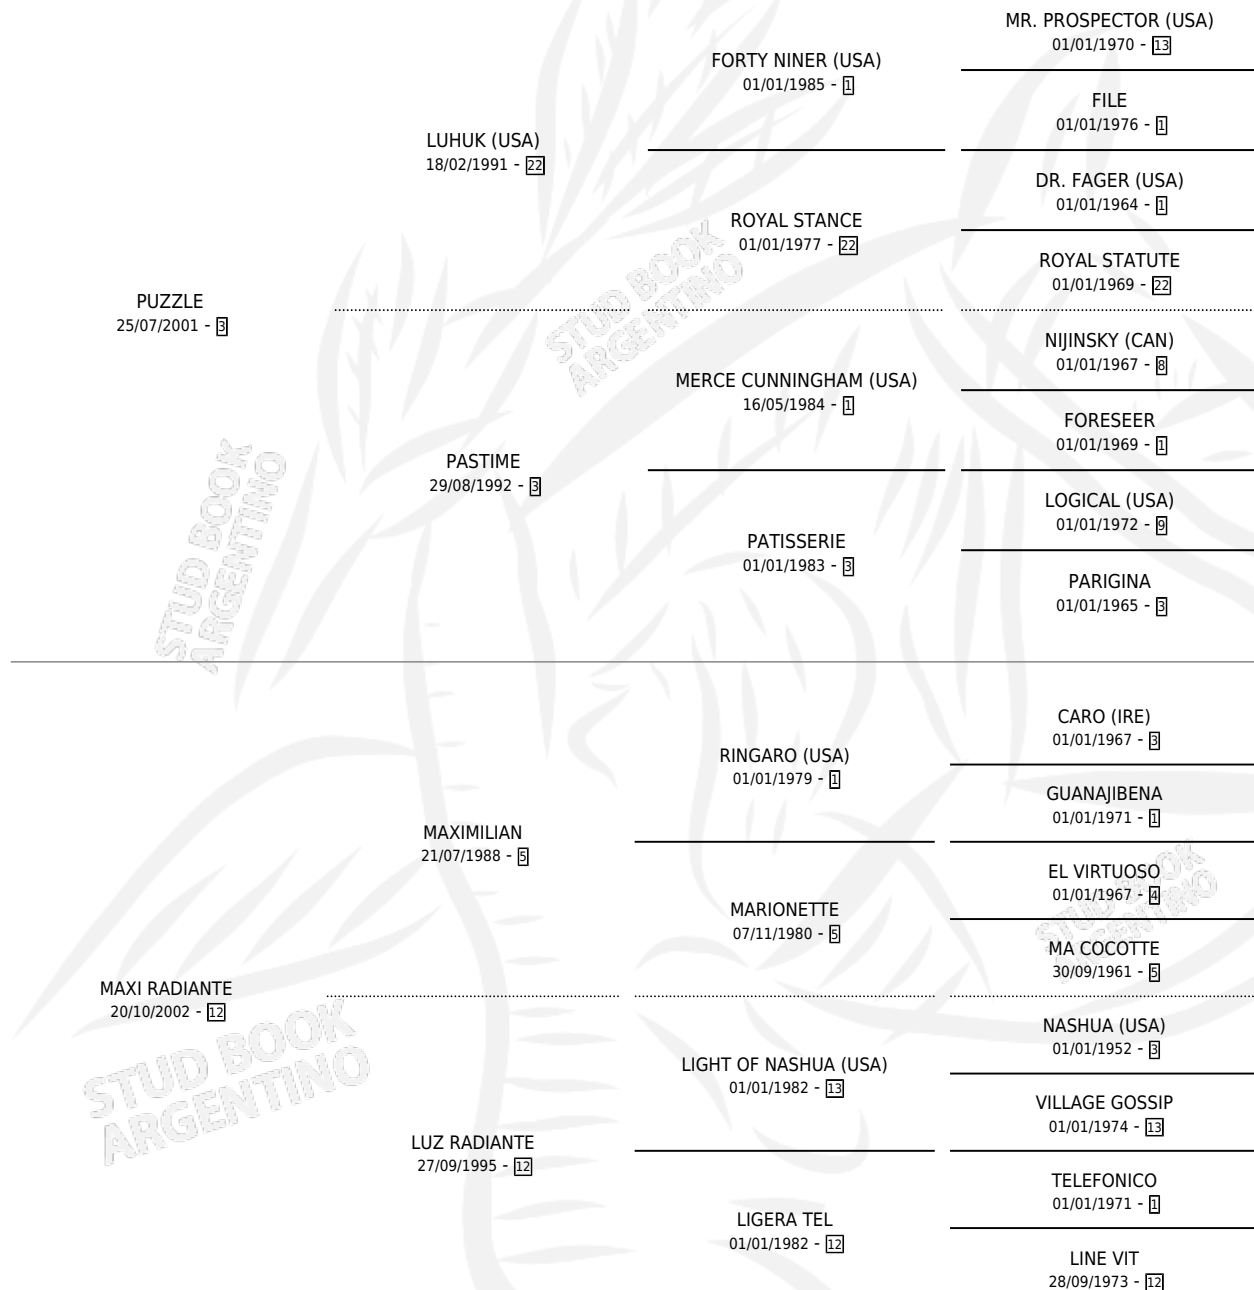 PUZZLE
25/07/2001 - 3
LUHUK (USA)
18/02/1991 - 22
PASTIME
29/08/1992 - 3
FORTY NINER (USA)
01/01/1985 - 1
ROYAL STANCE
01/01/1977 - 22
MERCE CUNNINGHAM (USA)
16/05/1984 - 1
PATISSERIE
01/01/1983 - 3
MR. PROSPECTOR (USA)
01/01/1970 - 13
FILE
01/01/1976 - 1
DR. FAGER (USA)
01/01/1964 - 1
ROYAL STATUTE
01/01/1969 - 22
NIJINSKY (CAN)
01/01/1967 - 8
FORESEER
01/01/1969 - 1
LOGICAL (USA)
01/01/1972 - 9
PARIGINA
01/01/1965 - 3
MAXI RADIANTE
20/10/2002 - 12
MAXIMILIAN
21/07/1988 - 5
LUZ RADIANTE
27/09/1995 - 12
RINGARO (USA)
01/01/1979 - 1
MARIONETTE
07/11/1980 - 5
LIGHT OF NASHUA (USA)
01/01/1982 - 13
LIGERA TEL
01/01/1982 - 12
CARO (IRE)
01/01/1967 - 3
GUANAJIBENA
01/01/1971 - 1
EL VIRTUOSO
01/01/1967 - 4
MA COCOTTE
30/09/1961 - 5
NASHUA (USA)
01/01/1952 - 3
VILLAGE GOSSIP
01/01/1974 - 13
TELEFONICO
01/01/1971 - 1
LINE VIT
28/09/1973 - 12
STUD BOOK
ARGENTINO
STUD BOOK
ARGENTINO
STUD BOOK
ARGENTINO
STUD BOOK
ARGENTINO